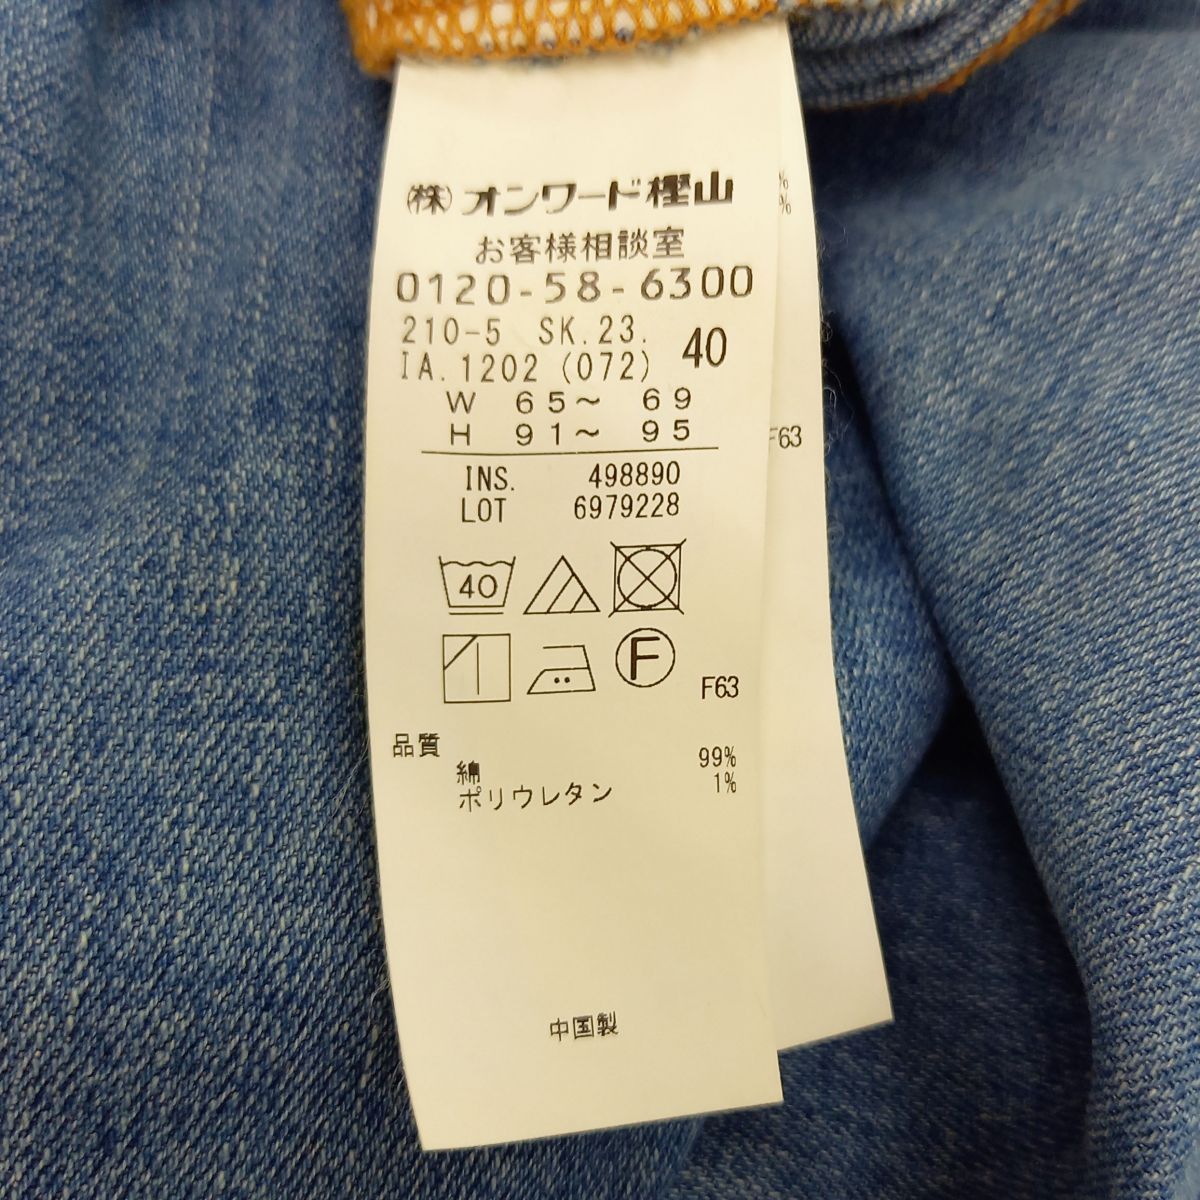 ㈱オンワード樫山
お客様相談室
0120-58-6300
210-5 SK.23.
IA.1202 (072) 40
W 65～ 69
H 91～ 95
INS. 498890
LOT 6979228
40
F
F63
品質
綿 99%
ポリウレタン 1%
中国製
%
%
F63